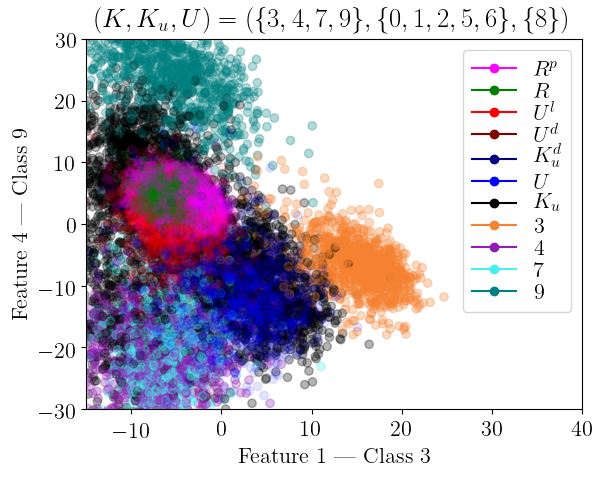 (K, K_u, U) = ({3, 4, 7, 9}, {0, 1, 2, 5, 6}, {8})
30
20
10
0
−10
−20
−30
Feature 4 — Class 9
−10
0
10
20
30
40
Feature 1 — Class 3
R^p
R
U^l
U^d
K_u^d
U
K_u
3
4
7
9